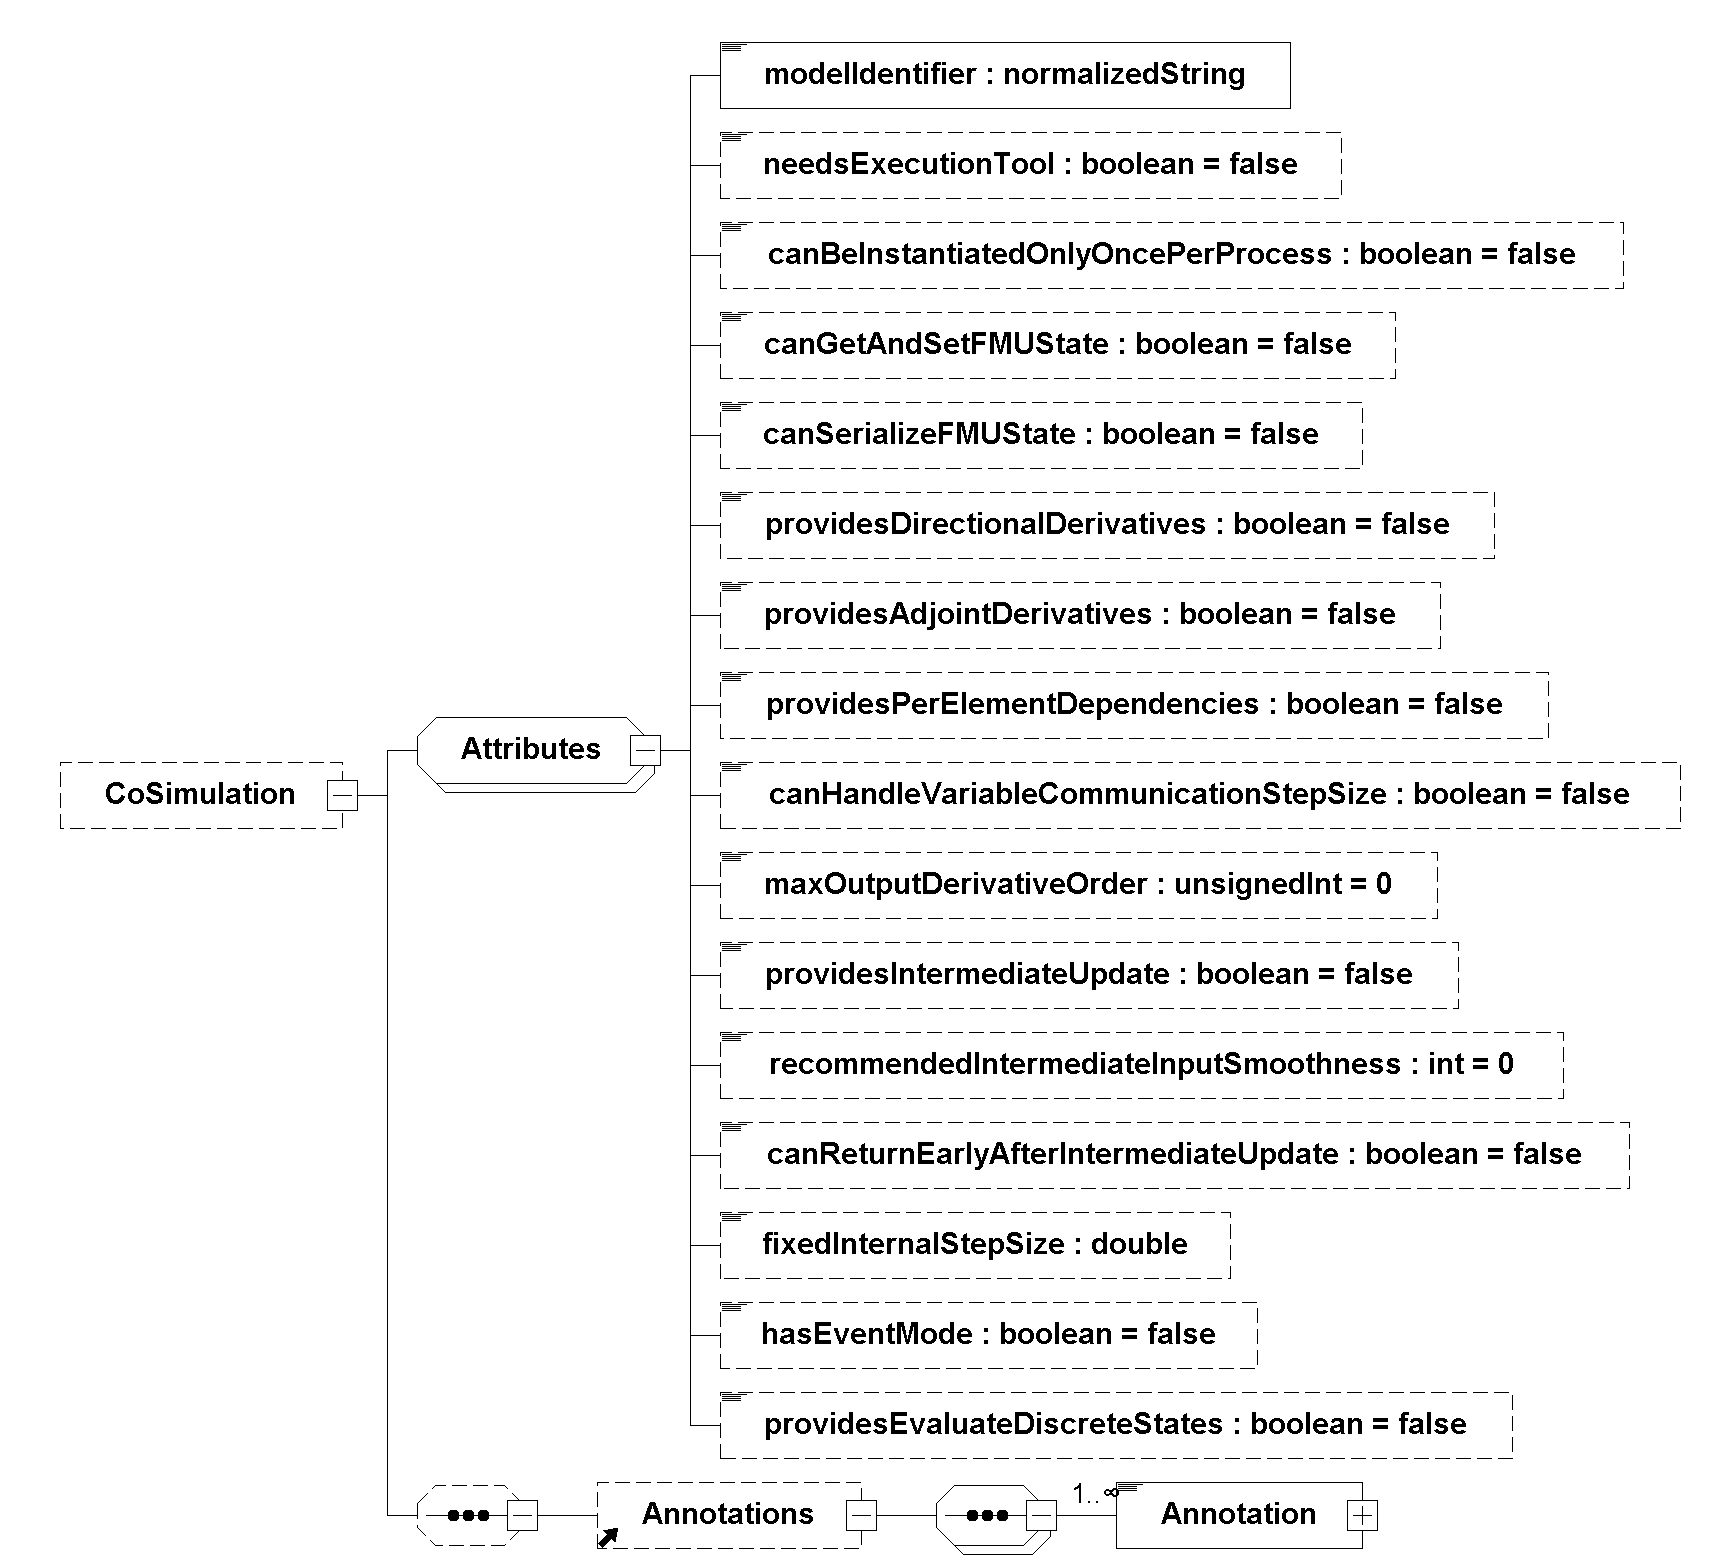 modelIdentifier : normalizedString
needsExecutionTool : boolean = false
canBeInstantiatedOnlyOncePerProcess : boolean = false
canGetAndSetFMUState : boolean = false
canSerializeFMUState : boolean = false
providesDirectionalDerivatives : boolean = false
providesAdjointDerivatives : boolean = false
providesPerElementDependencies : boolean = false
Attributes
CoSimulation
canHandleVariableCommunicationStepSize : boolean = false
maxOutputDerivativeOrder : unsignedInt = 0
providesIntermediateUpdate : boolean = false
recommendedIntermediateInputSmoothness : int = 0
canReturnEarlyAfterIntermediateUpdate : boolean = false
fixedInternalStepSize : double
hasEventMode : boolean = false
providesEvaluateDiscreteStates : boolean = false
Annotations
1..∞
Annotation